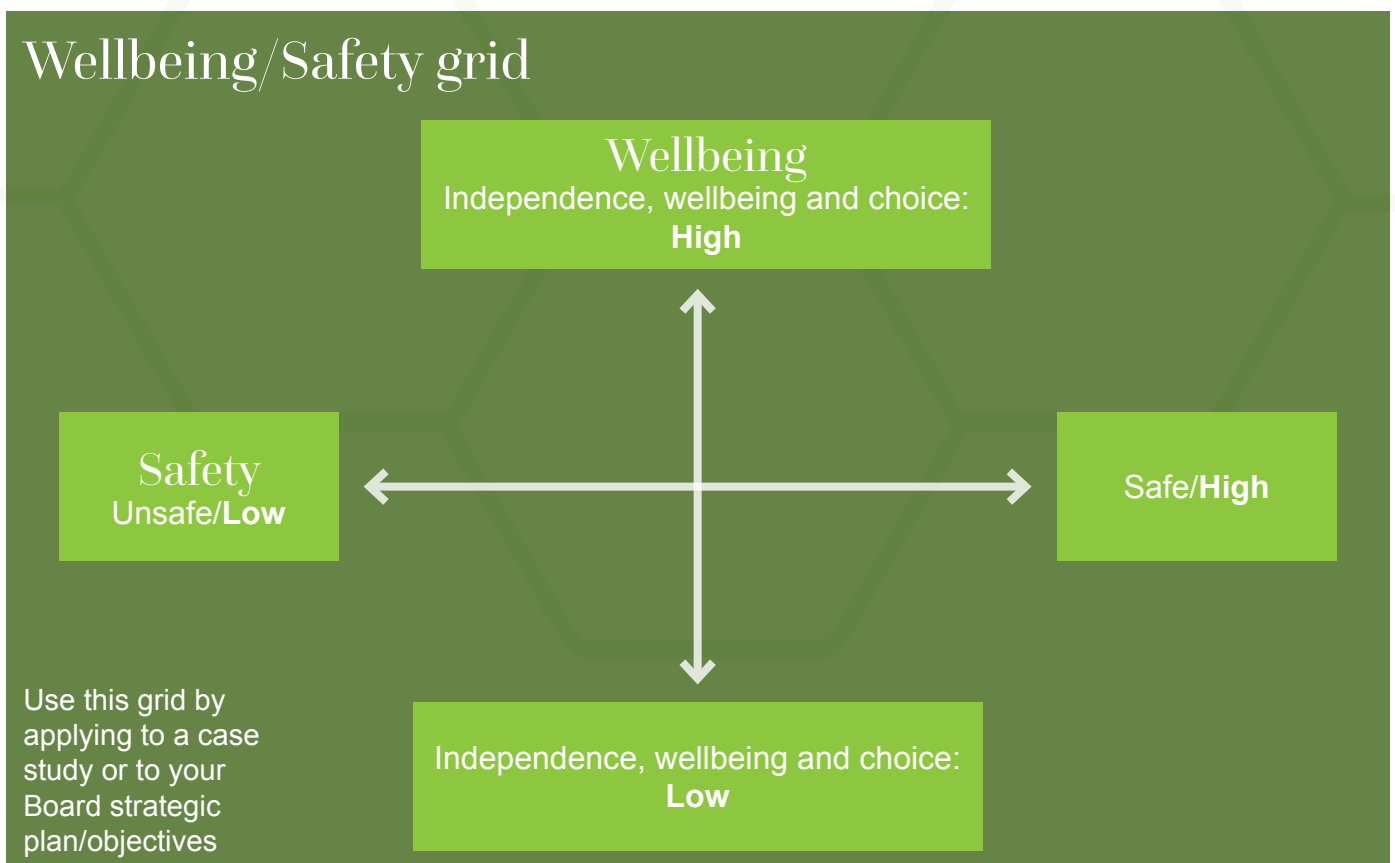 Wellbeing/Safety grid
Wellbeing
Independence, wellbeing and choice:
High
Safety
Unsafe/Low
Safe/High
Use this grid by
applying to a case
study or to your
Board strategic
plan/objectives
Independence, wellbeing and choice:
Low